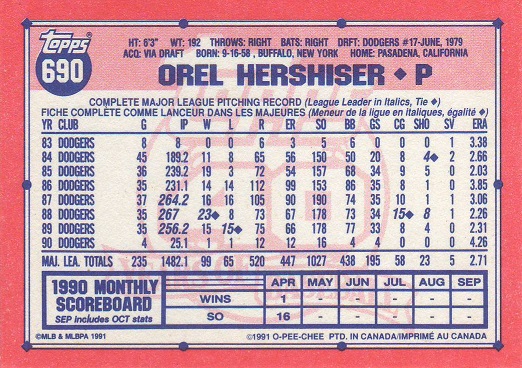 topps
690
HT: 6'3" WT: 192 THROWS: RIGHT BATS: RIGHT DRFT: DODGERS #17-JUNE, 1979
ACQ: VIA DRAFT BORN: 9-16-58, BUFFALO, NEW YORK HOME: PASADENA, CALIFORNIA
OREL HERSHISER ◆ P
COMPLETE MAJOR LEAGUE PITCHING RECORD (League Leader in Italics, Tie ◆)
FICHE COMPLÈTE COMME LANCEUR DANS LES MAJEURES (Meneur de la ligue en italiques, égalité ◆)
YR CLUB G IP W L R ER SO BB GS CG SHO SV ERA
83 DODGERS 8 8 0 0 6 3 5 6 0 0 0 1 3.38
84 DODGERS 45 189.2 11 8 65 56 150 50 20 8 4◆ 2 2.66
85 DODGERS 36 239.2 19 3 72 54 157 68 34 9 5 0 2.03
86 DODGERS 35 231.1 14 14 112 99 153 86 35 8 1 0 3.85
87 DODGERS 37 264.2 16 16 105 90 190 74 35 10 1 1 3.06
88 DODGERS 35 267 23◆ 8 73 67 178 73 34 15◆ 8 1 2.26
89 DODGERS 35 256.2 15 15◆ 75 66 178 77 33 8 4 0 2.31
90 DODGERS 4 25.1 1 1 12 12 16 4 4 0 0 0 4.26
MAJ. LEA. TOTALS 235 1482.1 99 65 520 447 1027 438 195 58 23 5 2.71
1990 MONTHLY SCOREBOARD
SEP includes OCT stats
APR MAY JUN JUL AUG SEP
WINS 1 - - - - -
SO 16 - - - - -
©MLB & MLBPA 1991 ©1991 O-PEE-CHEE PTD. IN CANADA/IMPRIMÉ AU CANADA